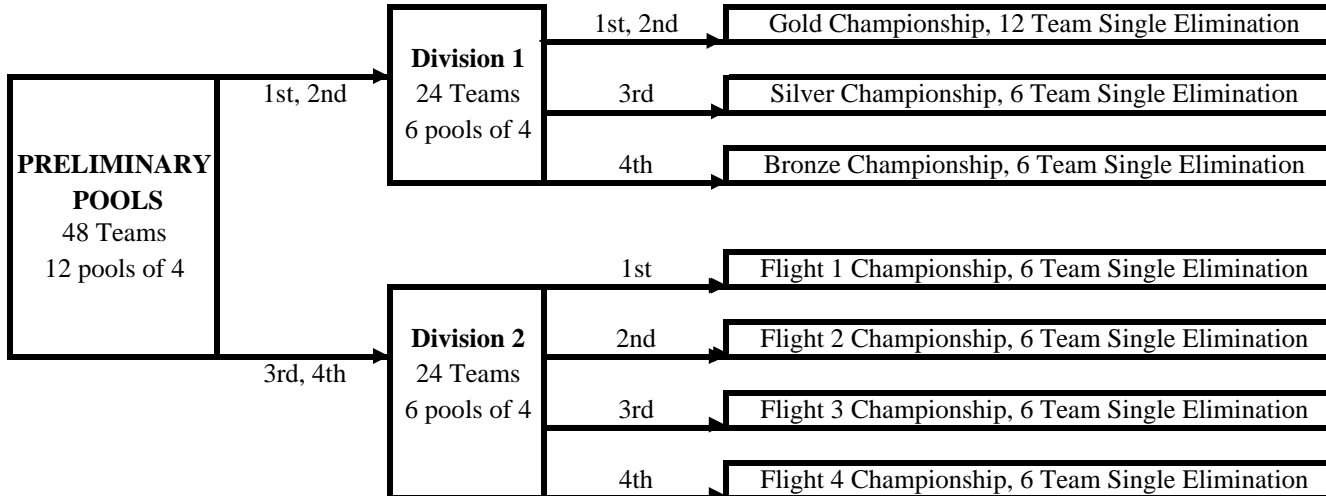 PRELIMINARY
POOLS
48 Teams
12 pools of 4
1st, 2nd
3rd, 4th
Division 1
24 Teams
6 pools of 4
1st, 2nd
Gold Championship, 12 Team Single Elimination
3rd
Silver Championship, 6 Team Single Elimination
4th
Bronze Championship, 6 Team Single Elimination
Division 2
24 Teams
6 pools of 4
1st
Flight 1 Championship, 6 Team Single Elimination
2nd
Flight 2 Championship, 6 Team Single Elimination
3rd
Flight 3 Championship, 6 Team Single Elimination
4th
Flight 4 Championship, 6 Team Single Elimination